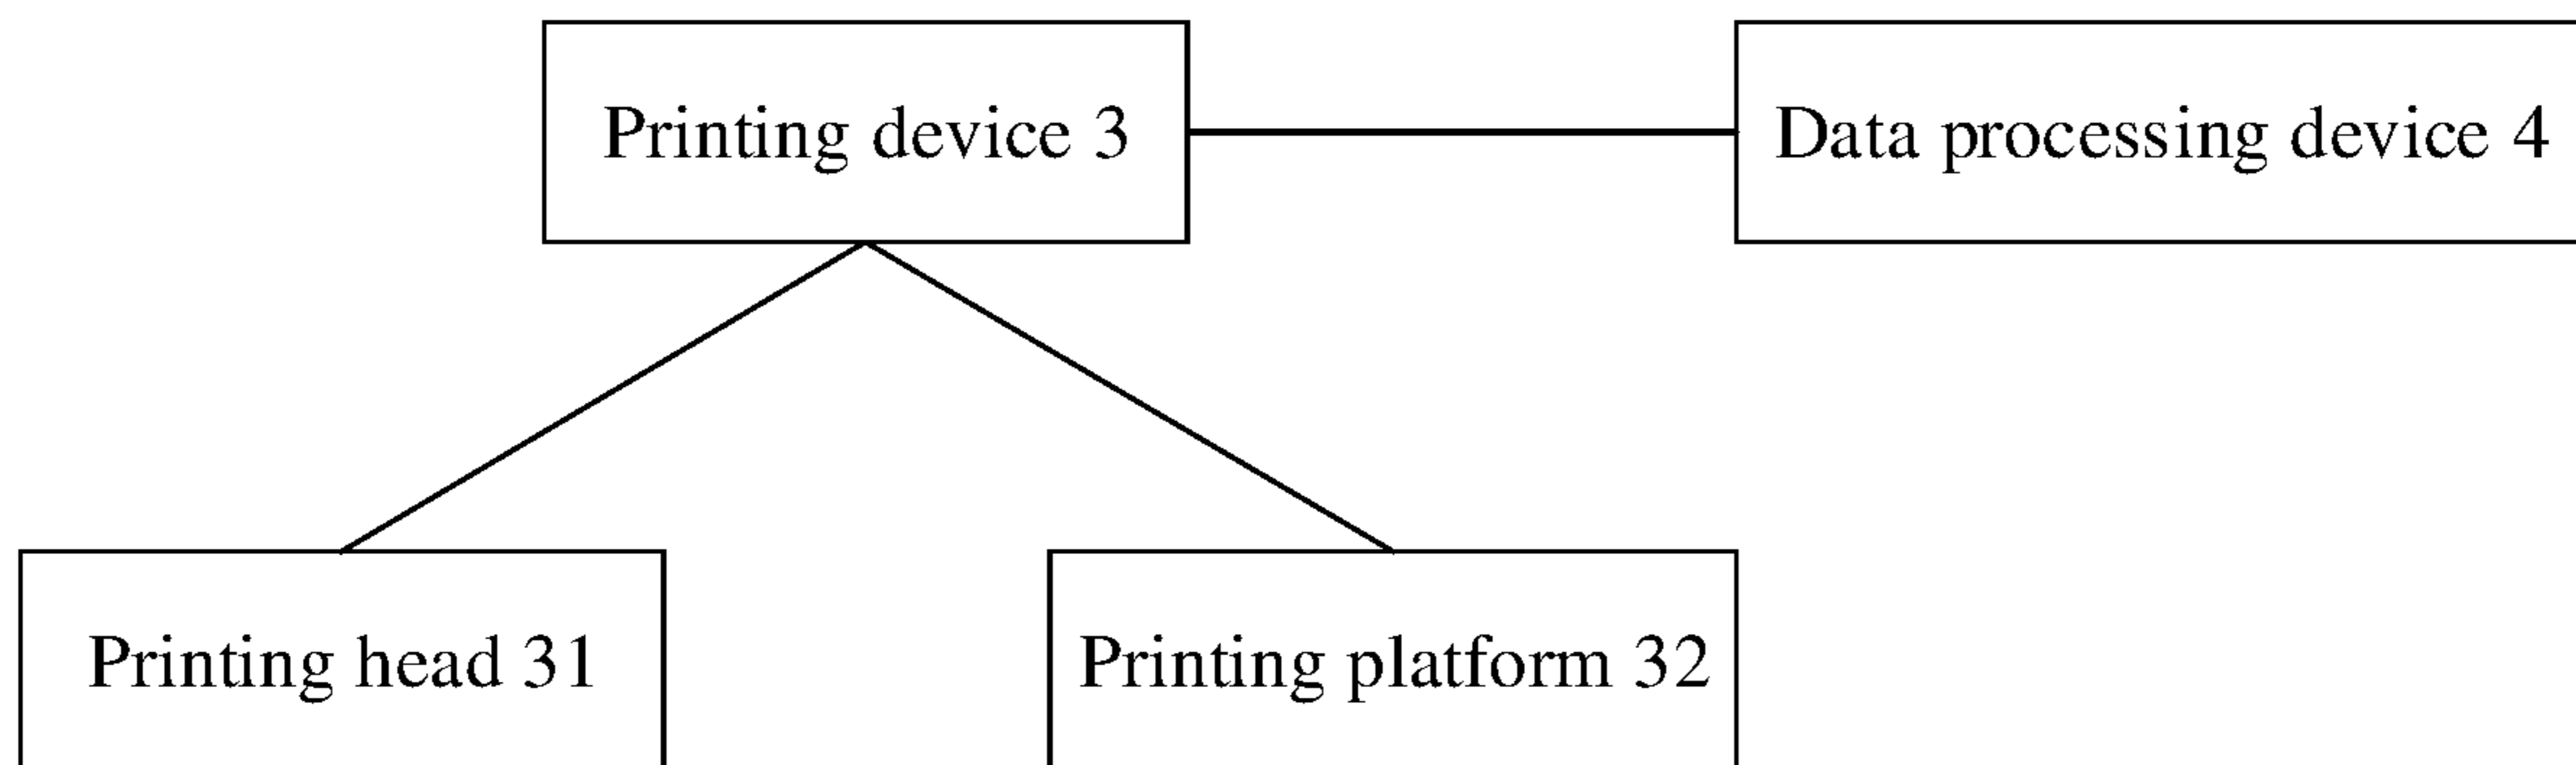 Printing device 3
Data processing device 4
Printing head 31
Printing platform 32